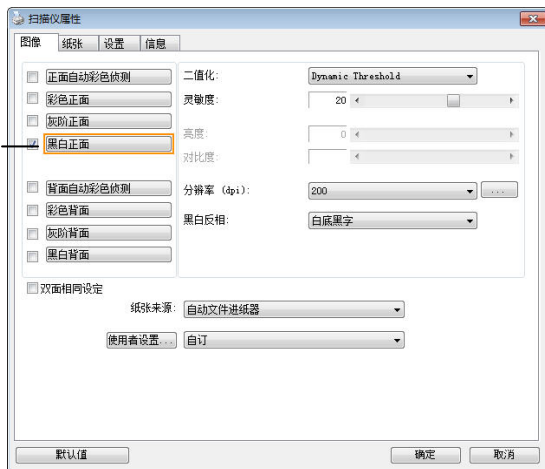 扫描仪属性
图像 纸张 设置 信息
正面自动彩色侦测
彩色正面
灰阶正面
黑白正面
背面自动彩色侦测
彩色背面
灰阶背面
黑白背面
二值化: Dynamic Threshold
灵敏度: 20
亮度: 0
对比度:
分辨率 (dpi): 200 ...
黑白反相: 白底黑字
双面相同设定
纸张来源: 自动文件进纸器
使用者设置... 自订
默认值 确定 取消